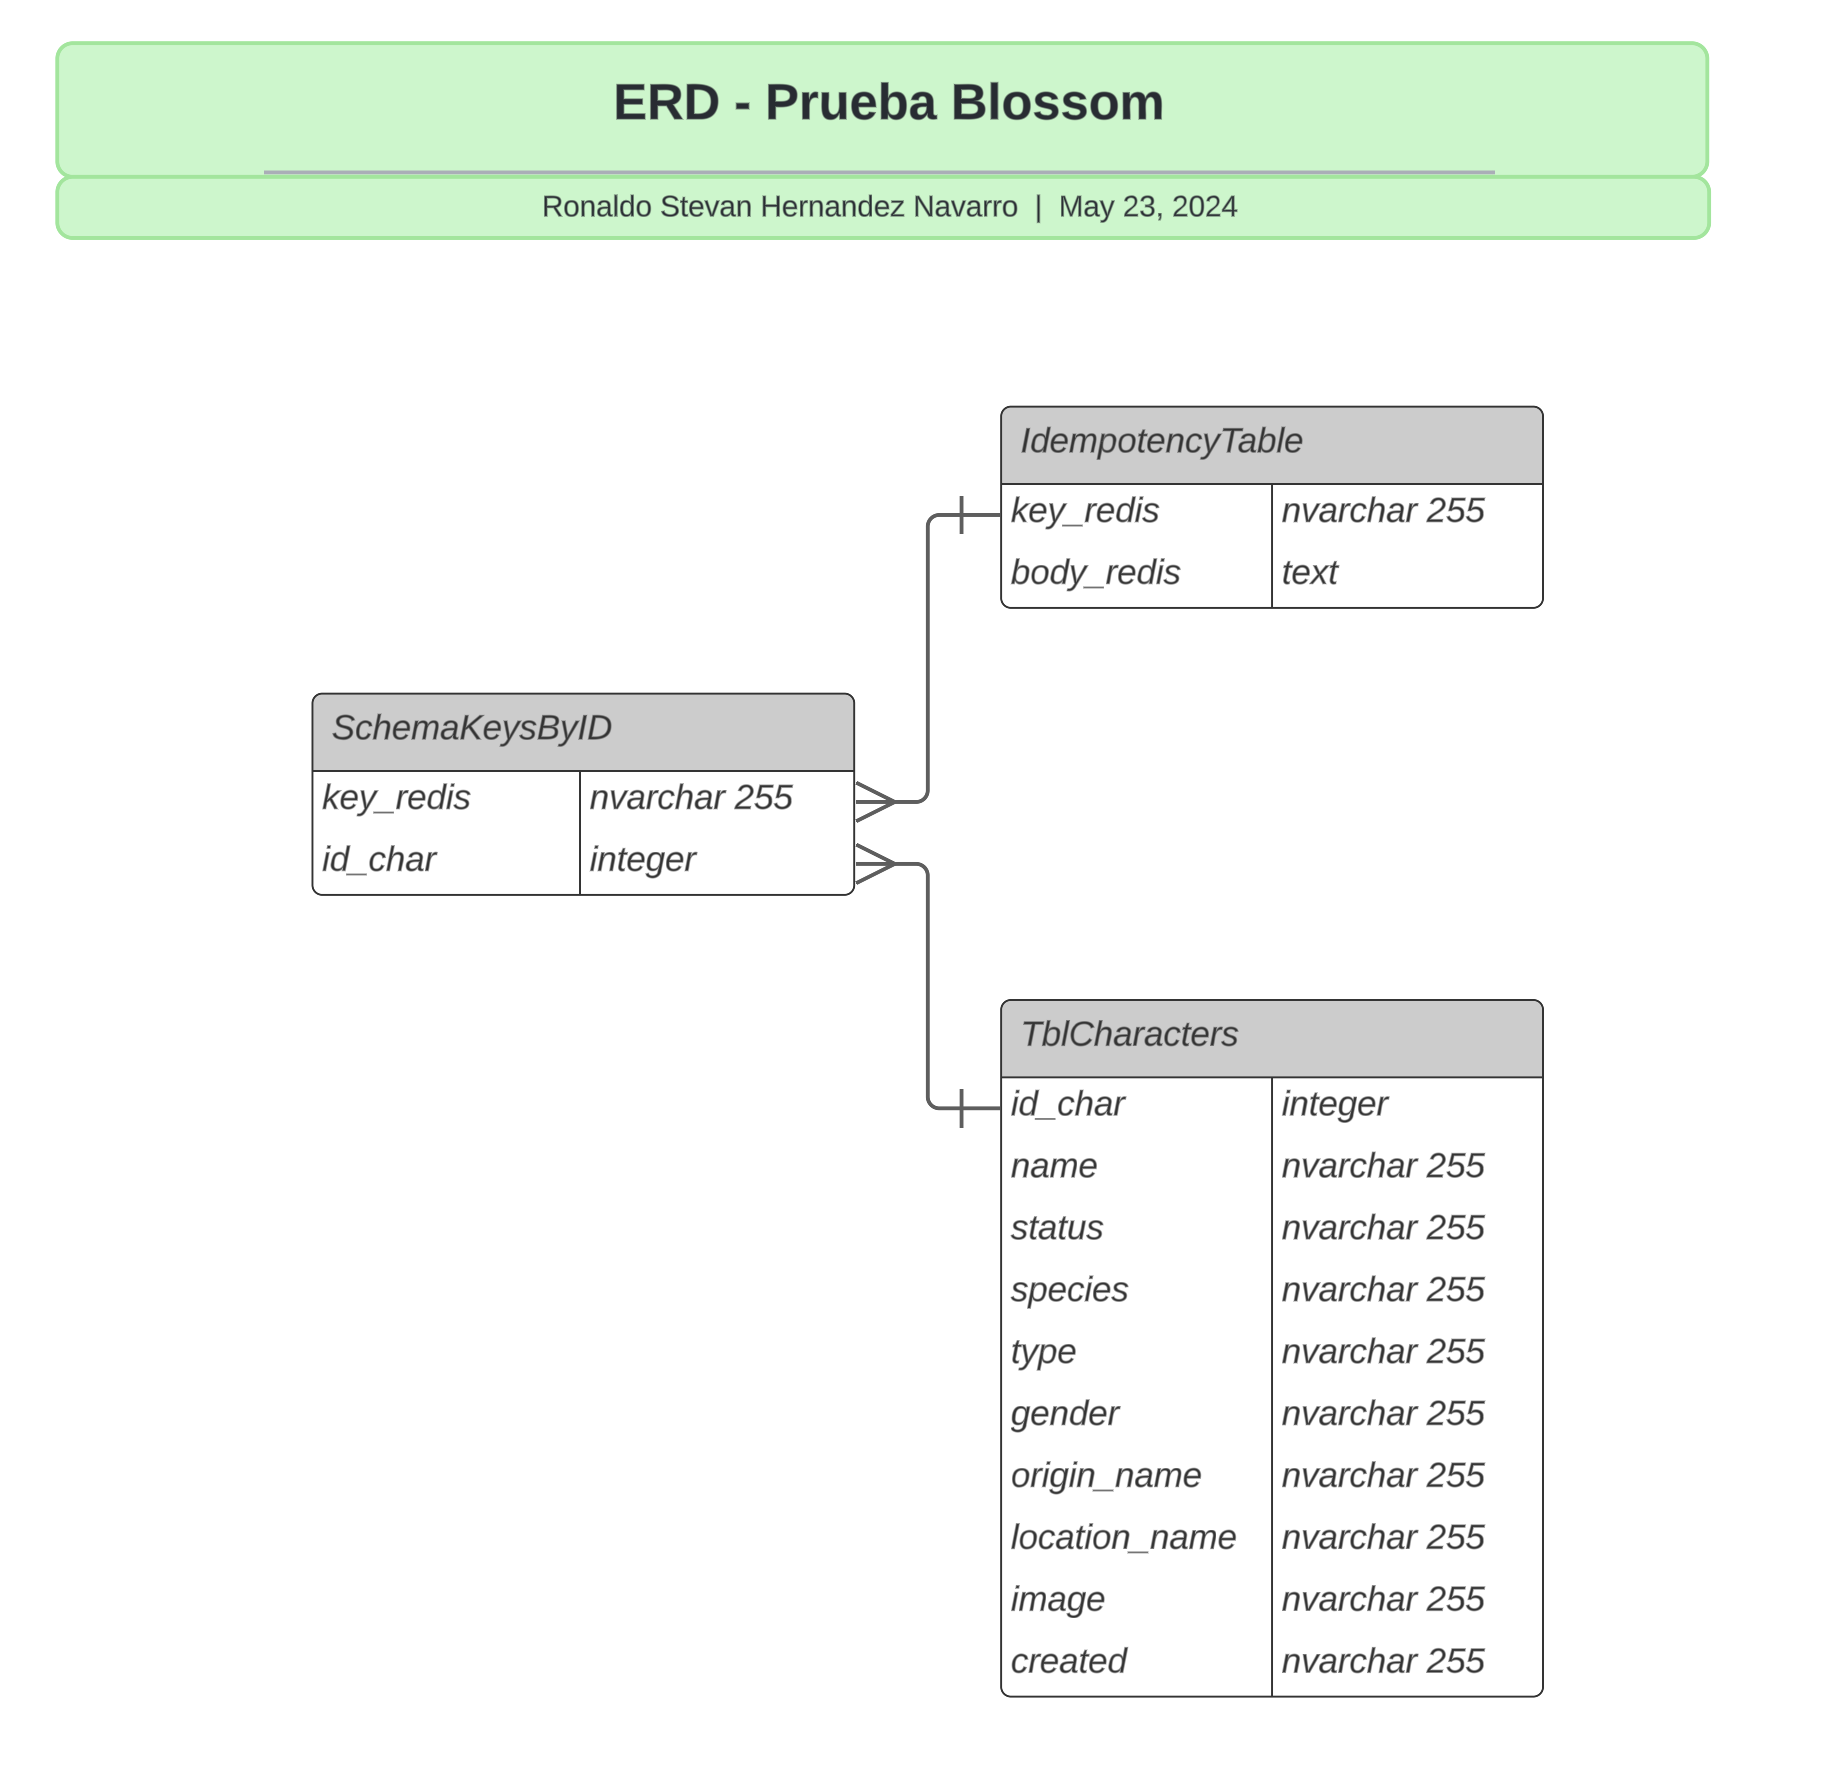 ERD - Prueba Blossom
Ronaldo Stevan Hernandez Navarro | May 23, 2024
IdempotencyTable
key_redis nvarchar 255
body_redis text
SchemaKeysByID
key_redis nvarchar 255
id_char integer
TblCharacters
id_char integer
name nvarchar 255
status nvarchar 255
species nvarchar 255
type nvarchar 255
gender nvarchar 255
origin_name nvarchar 255
location_name nvarchar 255
image nvarchar 255
created nvarchar 255